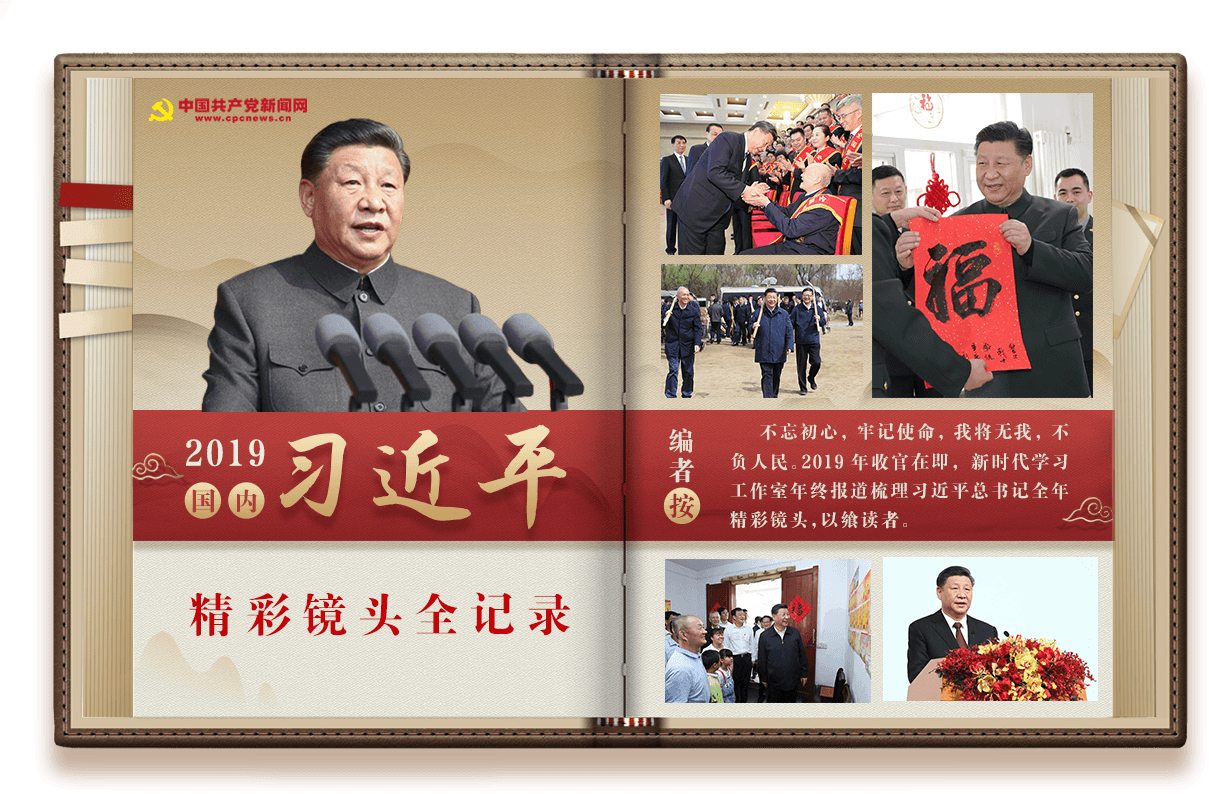 中国共产党新闻网
www.cpcnews.cn
2019
国内
习近平
精彩镜头全记录
福
福
编者按
不忘初心，牢记使命，我将无我，不
负人民。2019 年收官在即，新时代学习
工作室年终报道梳理习近平总书记全年
精彩镜头,以飨读者。
福